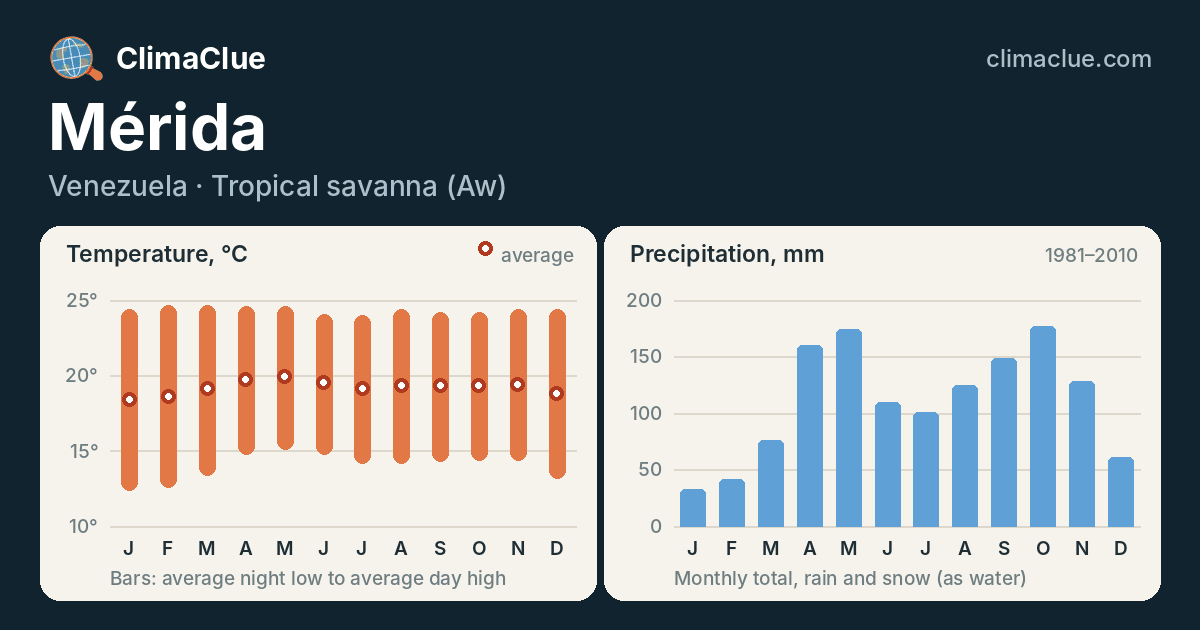 ClimaClue
climaclue.com
Mérida
Venezuela · Tropical savanna (Aw)
Temperature, °C
average
25°
20°
15°
10°
J F M A M J J A S O N D
Bars: average night low to average day high
Precipitation, mm
1981–2010
200
150
100
50
0
J F M A M J J A S O N D
Monthly total, rain and snow (as water)